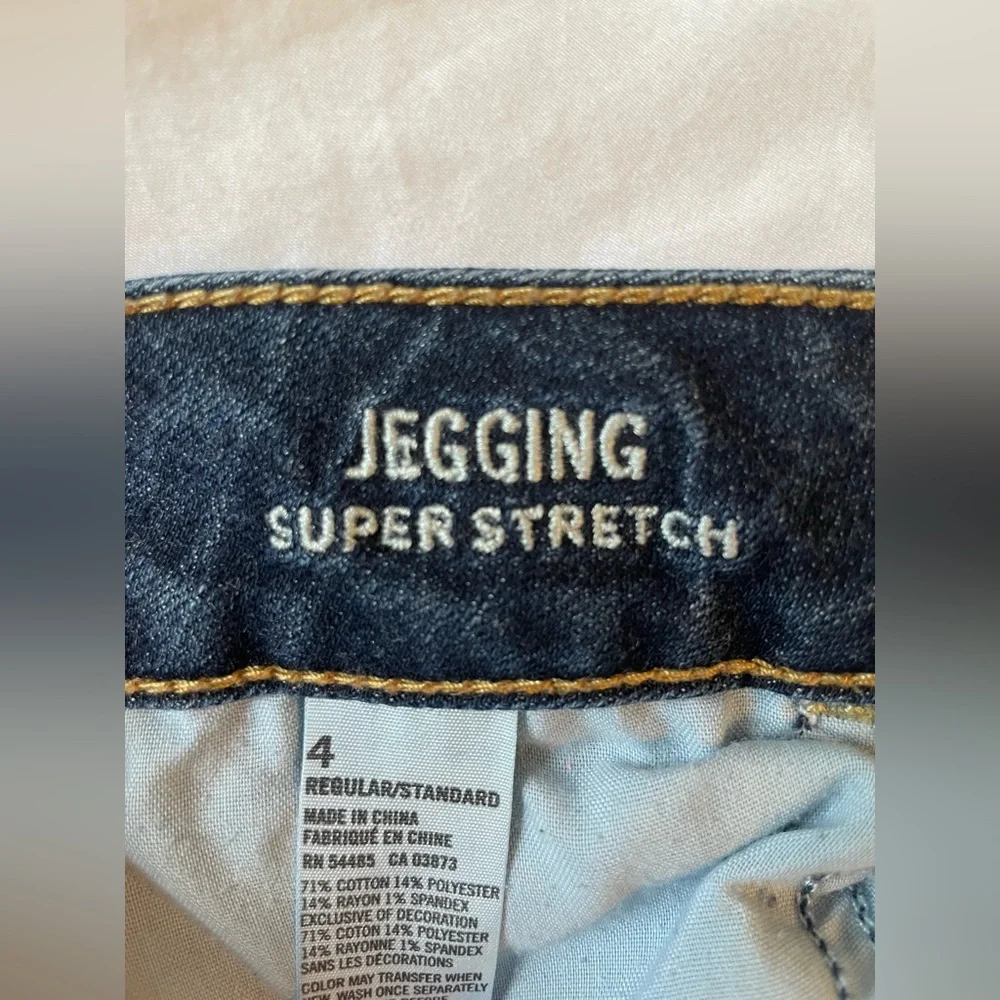 JEGGING
SUPER STRETCH
4
REGULAR/STANDARD
MADE IN CHINA
FABRIQUÉ EN CHINE
RN 54485 CA 03873
71% COTTON 14% POLYESTER
14% RAYON 1% SPANDEX
EXCLUSIVE OF DECORATION
71% COTON 14% POLYESTER
14% RAYONNE 1% SPANDEX
SANS LES DÉCORATIONS
COLOR MAY TRANSFER WHEN
NEW. WASH ONCE SEPARATELY